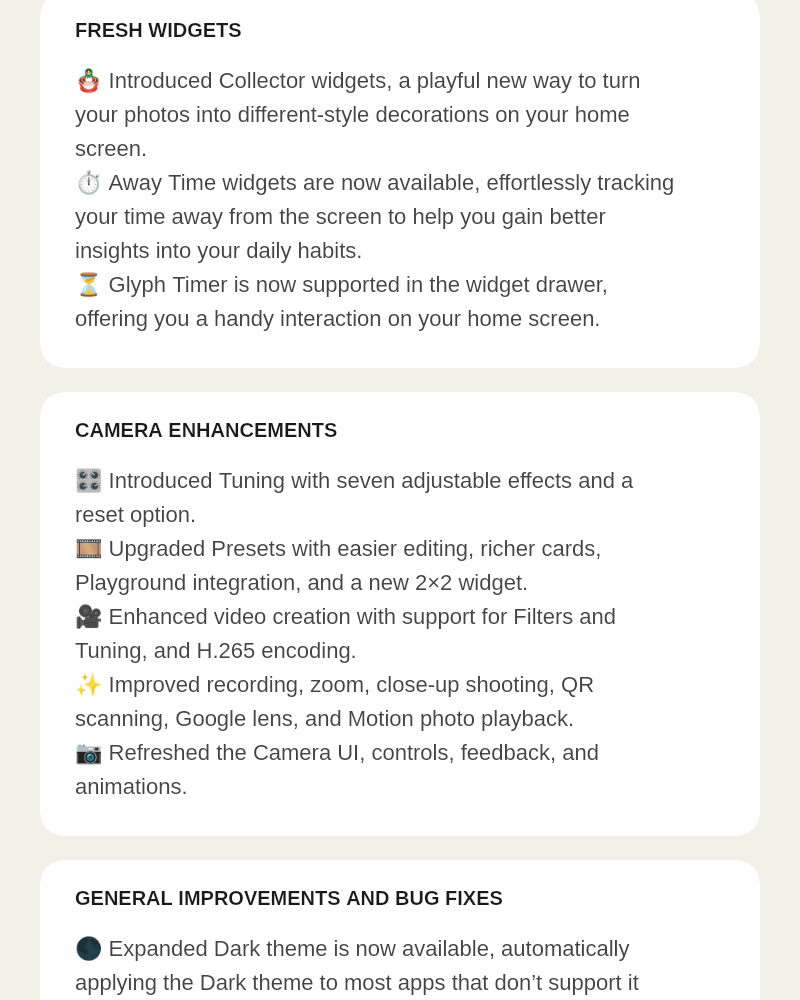 FRESH WIDGETS
🪆 Introduced Collector widgets, a playful new way to turn
your photos into different-style decorations on your home
screen.
⏱️ Away Time widgets are now available, effortlessly tracking
your time away from the screen to help you gain better
insights into your daily habits.
⏳ Glyph Timer is now supported in the widget drawer,
offering you a handy interaction on your home screen.
CAMERA ENHANCEMENTS
🎛️ Introduced Tuning with seven adjustable effects and a
reset option.
🎞️ Upgraded Presets with easier editing, richer cards,
Playground integration, and a new 2×2 widget.
🎥 Enhanced video creation with support for Filters and
Tuning, and H.265 encoding.
✨ Improved recording, zoom, close-up shooting, QR
scanning, Google lens, and Motion photo playback.
📷 Refreshed the Camera UI, controls, feedback, and
animations.
GENERAL IMPROVEMENTS AND BUG FIXES
🌑 Expanded Dark theme is now available, automatically
applying the Dark theme to most apps that don’t support it